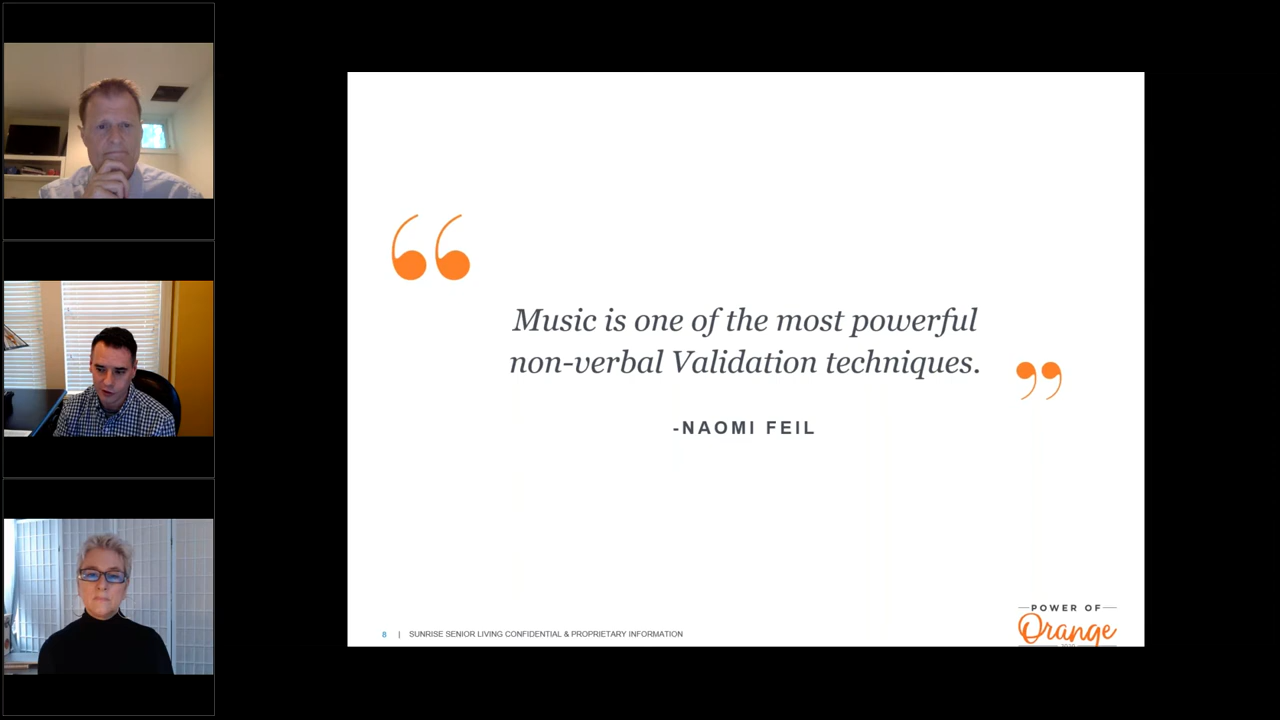 Music is one of the most powerful
non-verbal Validation techniques.
-NAOMI FEIL
8 | SUNRISE SENIOR LIVING CONFIDENTIAL & PROPRIETARY INFORMATION
POWER OF
Orange